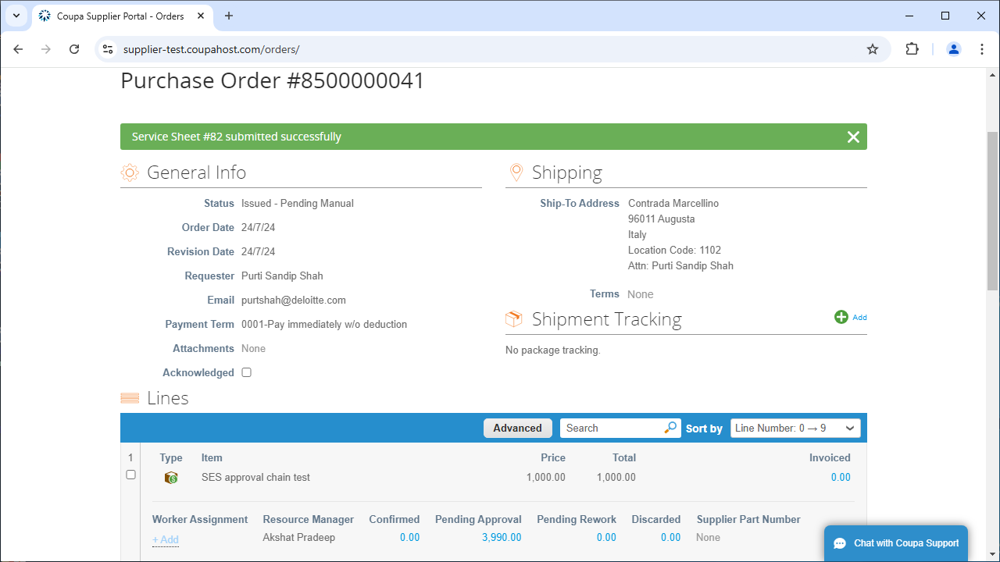 Coupa Supplier Portal - Orders
supplier-test.coupahost.com/orders/
Purchase Order #8500000041
Service Sheet #82 submitted successfully
General Info
Status Issued - Pending Manual
Order Date 24/7/24
Revision Date 24/7/24
Requester Purti Sandip Shah
Email purtshah@deloitte.com
Payment Term 0001-Pay immediately w/o deduction
Attachments None
Acknowledged
Shipping
Ship-To Address Contrada Marcellino
96011 Augusta
Italy
Location Code: 1102
Attn: Purti Sandip Shah
Terms None
Shipment Tracking Add
No package tracking.
Lines
Advanced Search Sort by Line Number: 0 → 9
1 Type Item Price Total Invoiced
SES approval chain test 1,000.00 1,000.00 0.00
Worker Assignment Resource Manager Confirmed Pending Approval Pending Rework Discarded Supplier Part Number
+ Add Akshat Pradeep 0.00 3,990.00 0.00 0.00 None
Chat with Coupa Support